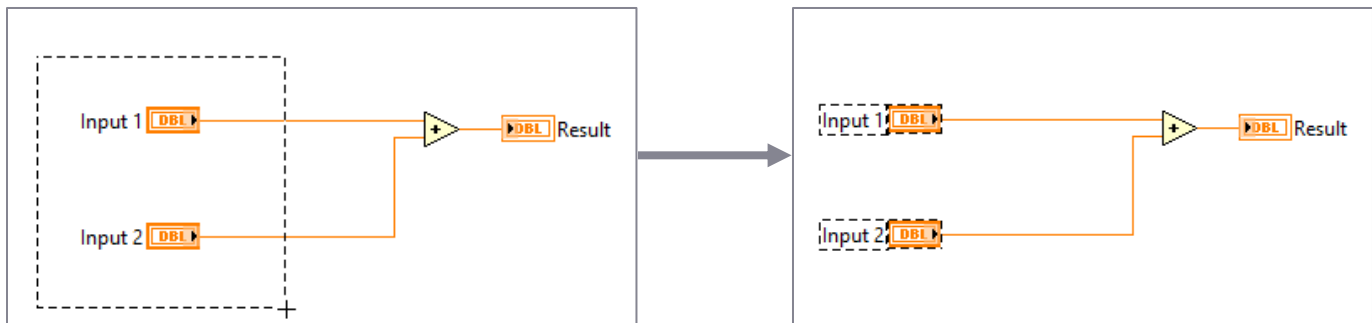 Input 1 DBL
+
DBL Result
Input 2 DBL
Input 1 DBL
+
DBL Result
Input 2 DBL